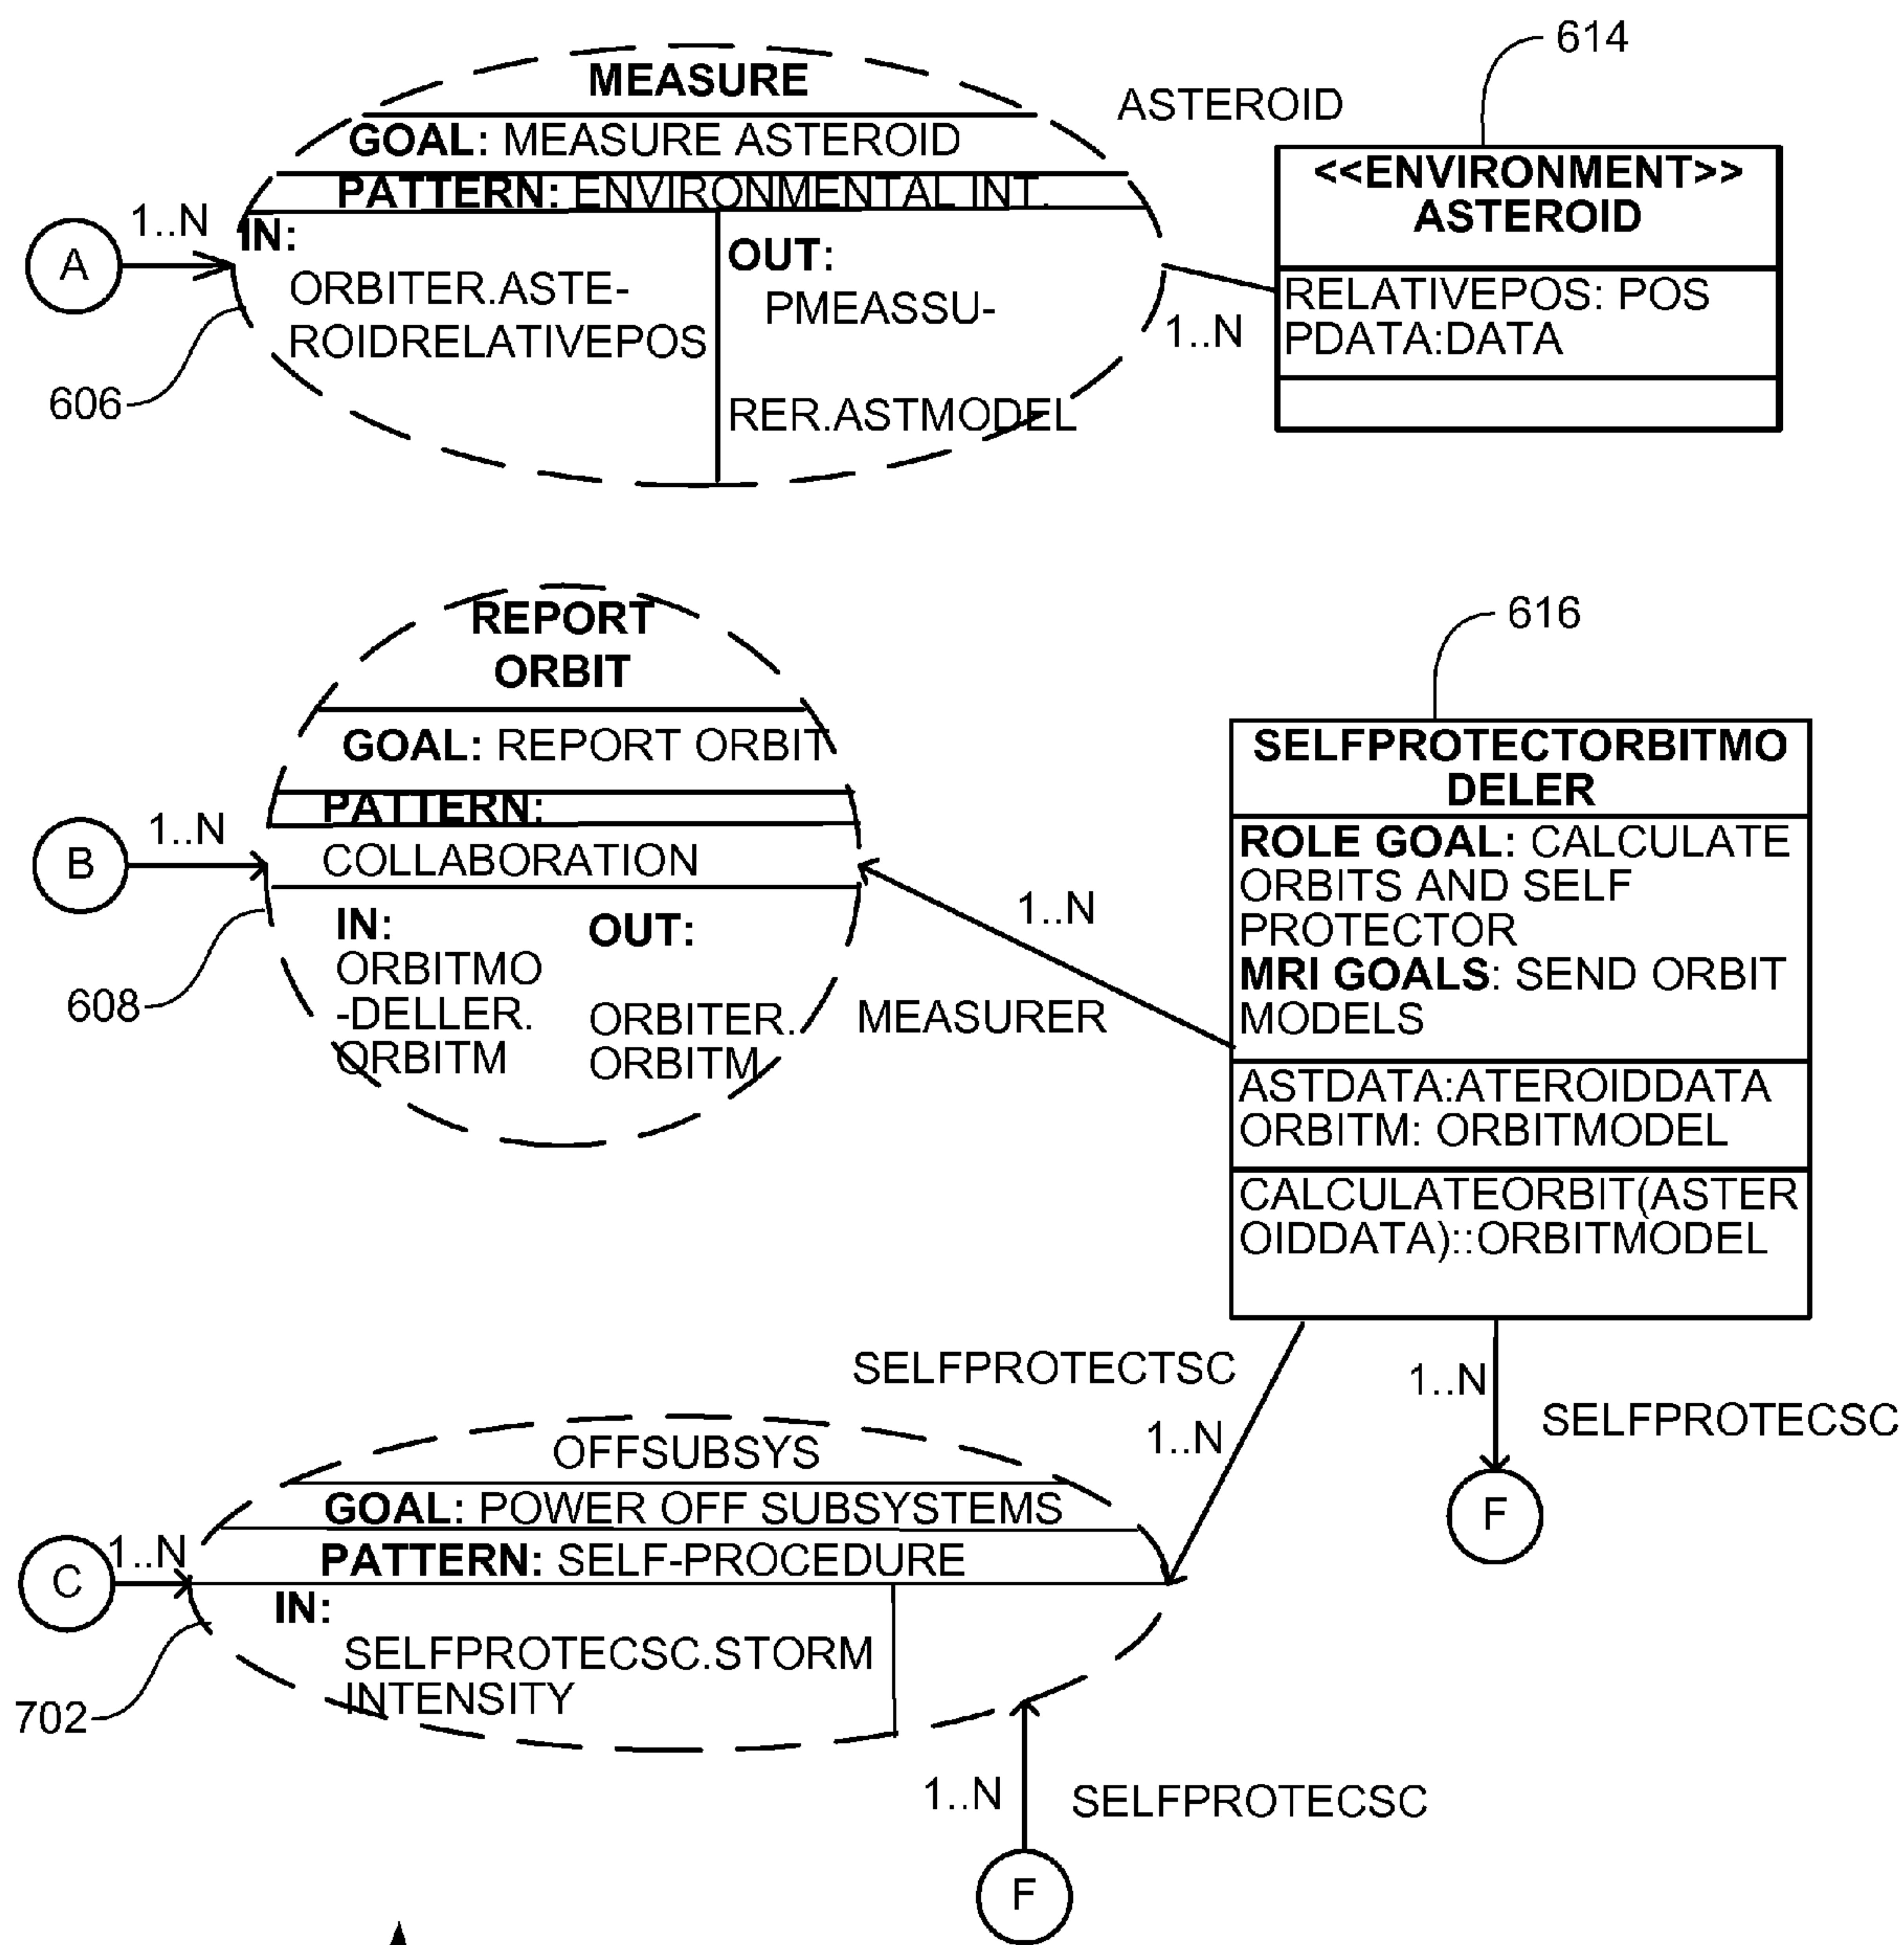 614
MEASURE
ASTEROID
GOAL: MEASURE ASTEROID
PATTERN: ENVIRONMENTAL INT.
<<ENVIRONMENT>>
ASTEROID
A
1..N
IN:
ORBITER.ASTE-
ROIDRELATIVEPOS
OUT:
PMEASSU-
RER.ASTMODEL
1..N
RELATIVEPOS: POS
PDATA:DATA
606
REPORT
ORBIT
616
GOAL: REPORT ORBIT
PATTERN:
COLLABORATION
B
1..N
IN:
ORBITMO
-DELLER.
ORBITM
OUT:
ORBITER.
ORBITM
608
1..N
MEASURER
SELFPROTECTORBITMO
DELER
ROLE GOAL: CALCULATE
ORBITS AND SELF
PROTECTOR
MRI GOALS: SEND ORBIT
MODELS
ASTDATA:ATEROIDDATA
ORBITM: ORBITMODEL
CALCULATEORBIT(ASTER
OIDDATA)::ORBITMODEL
SELFPROTECTSC
1..N
1..N
SELFPROTECSC
F
OFFSUBSYS
GOAL: POWER OFF SUBSYSTEMS
PATTERN: SELF-PROCEDURE
C
1..N
IN:
SELFPROTECSC.STORM
INTENSITY
702
1..N
SELFPROTECSC
F